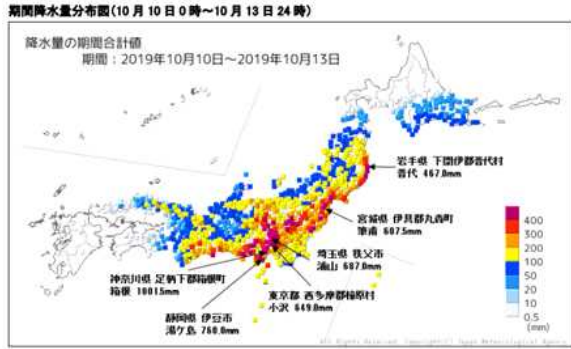 期間降水量分布図(10月10日0時~10月13日24時)
降水量の期間合計値
期間:2019年10月10日~2019年10月13日
岩手県 下閉伊郡普代村
普代 467.0mm
宮城県 伊具郡丸森町
筆甫 607.5mm
埼玉県 秩父市
浦山 687.0mm
東京都 西多摩郡檜原村
小沢 649.0mm
神奈川県 足柄下郡箱根町
箱根 1001.5mm
静岡県 伊豆市
湯ケ島 760.0mm
400
300
200
100
50
20
10
0.5
(mm)
All Rights Reserved. Copyright(C) Japan Meteorological Agency